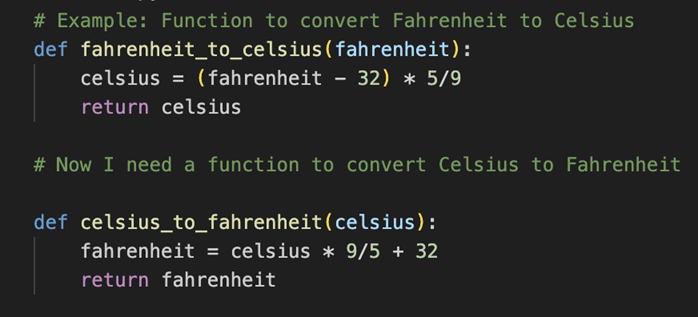 # Example: Function to convert Fahrenheit to Celsius
def fahrenheit_to_celsius(fahrenheit):
    celsius = (fahrenheit - 32) * 5/9
    return celsius
# Now I need a function to convert Celsius to Fahrenheit
def celsius_to_fahrenheit(celsius):
    fahrenheit = celsius * 9/5 + 32
    return fahrenheit